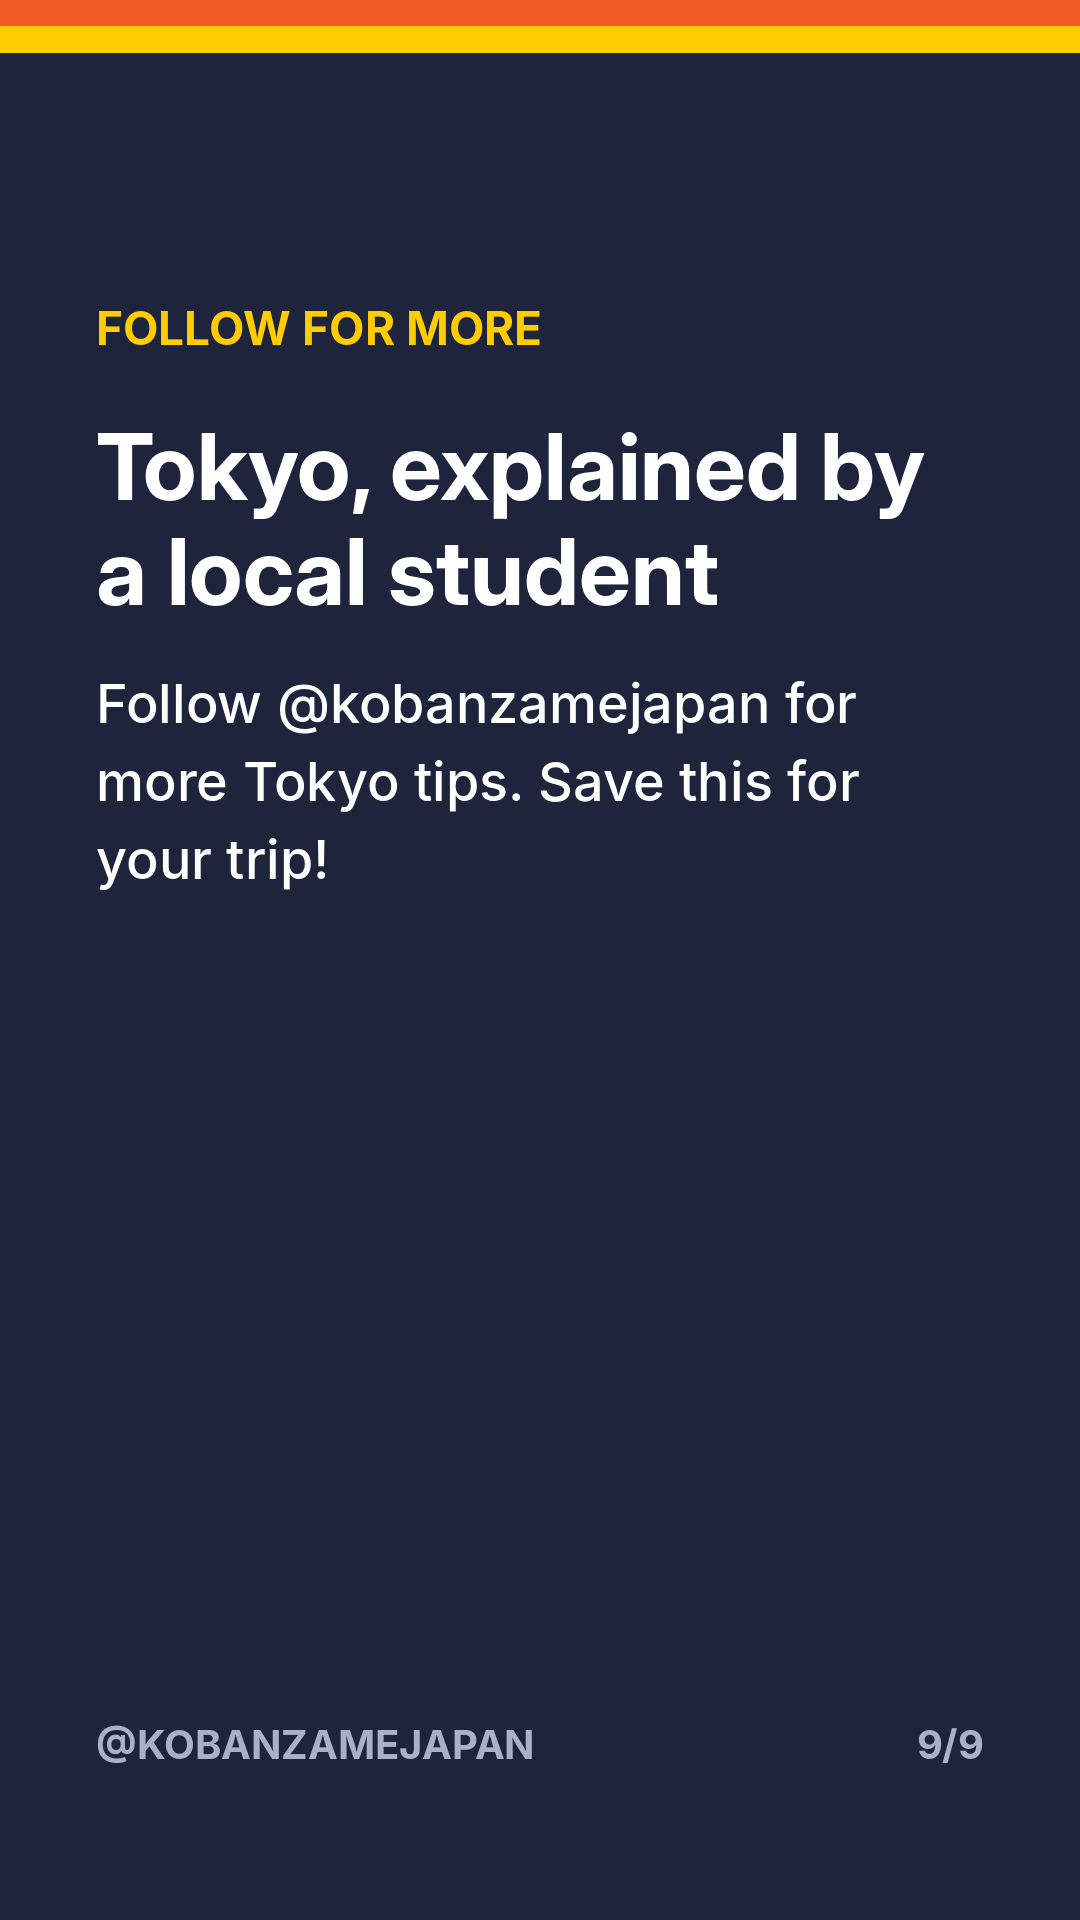 FOLLOW FOR MORE
Tokyo, explained by
a local student
Follow @kobanzamejapan for
more Tokyo tips. Save this for
your trip!
@KOBANZAMEJAPAN
9/9